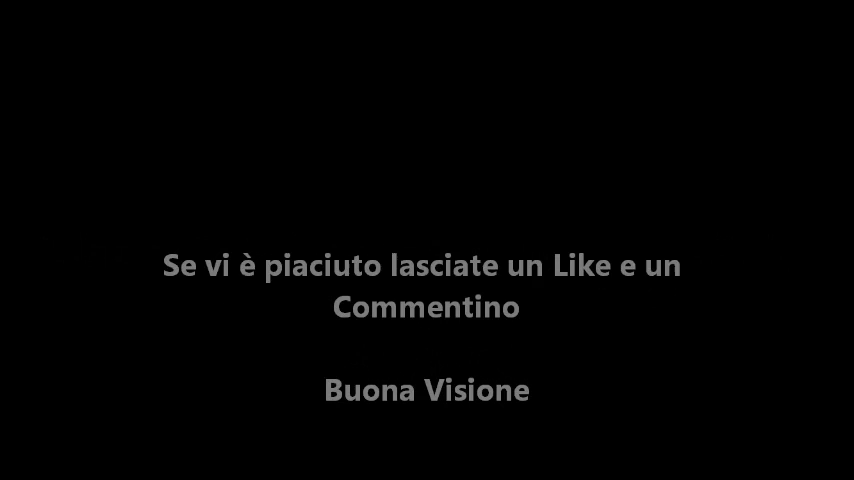 Se vi è piaciuto lasciate un Like e un
Commentino
Buona Visione